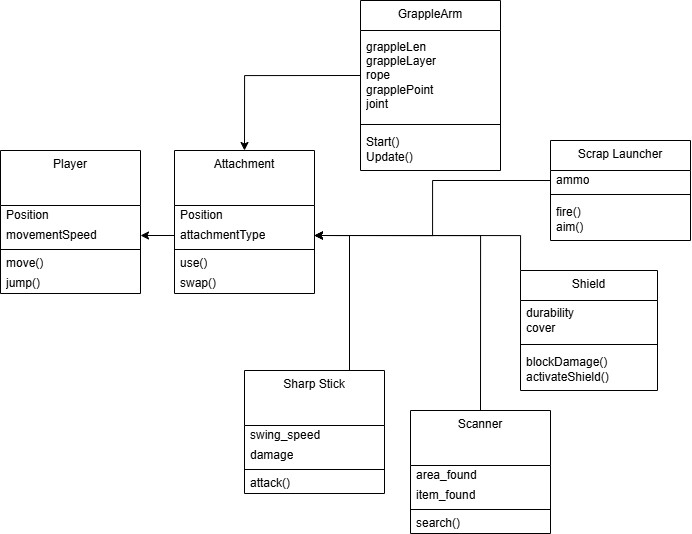 GrappleArm
grappleLen
grappleLayer
rope
grapplePoint
joint
Start()
Update()
Player
Position
movementSpeed
move()
jump()
Attachment
Position
attachmentType
use()
swap()
Scrap Launcher
ammo
fire()
aim()
Shield
durability
cover
blockDamage()
activateShield()
Sharp Stick
swing_speed
damage
attack()
Scanner
area_found
item_found
search()